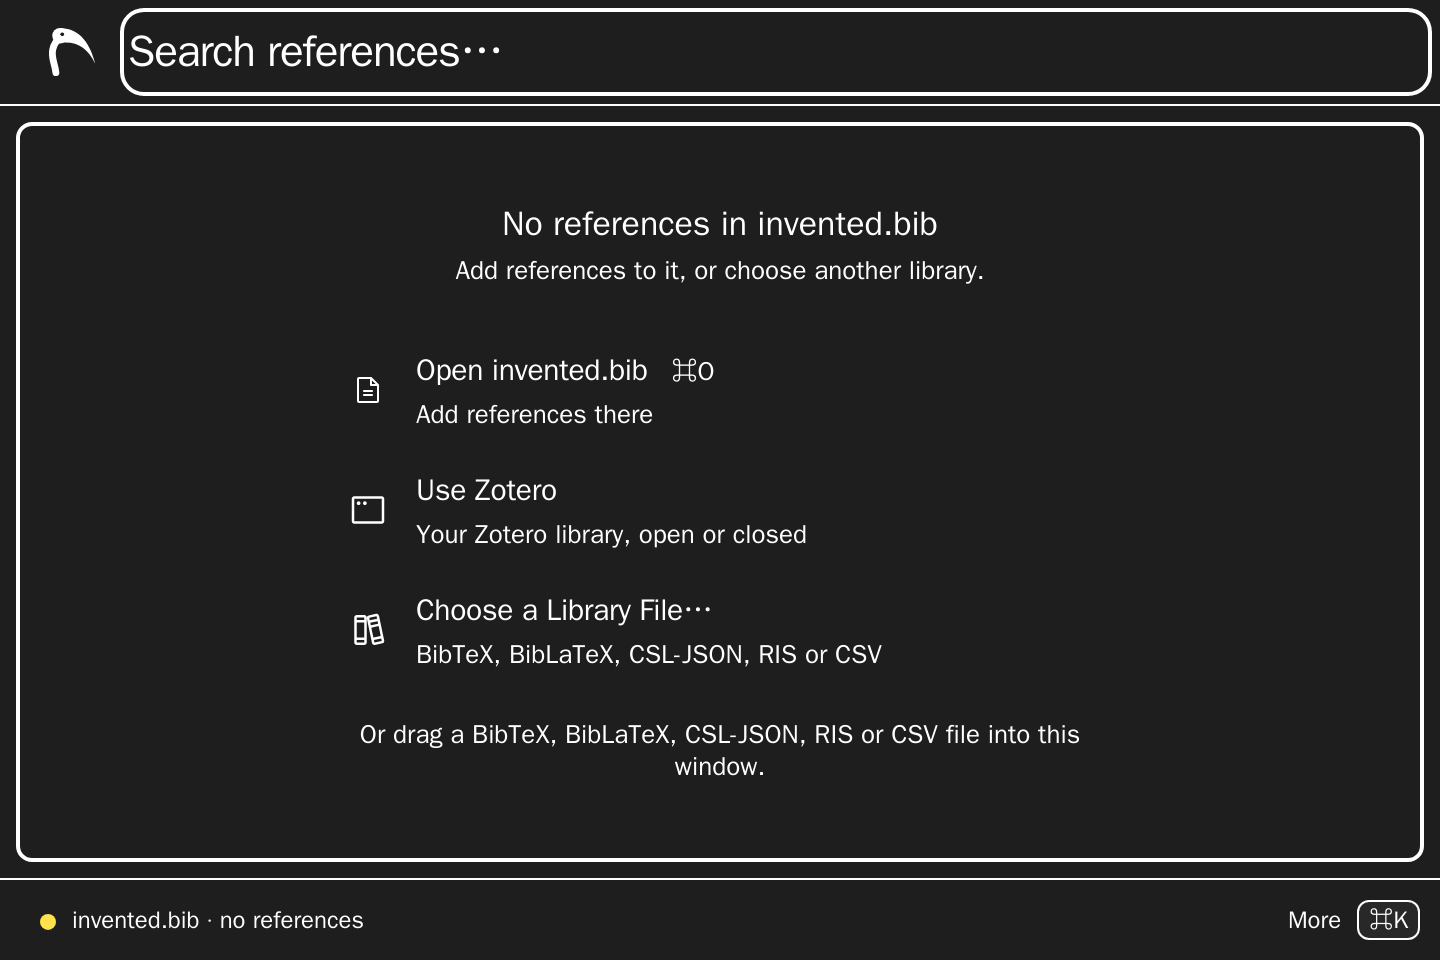 Search references…
No references in invented.bib
Add references to it, or choose another library.
Open invented.bib ⌘O
Add references there
Use Zotero
Your Zotero library, open or closed
Choose a Library File…
BibTeX, BibLaTeX, CSL-JSON, RIS or CSV
Or drag a BibTeX, BibLaTeX, CSL-JSON, RIS or CSV file into this
window.
invented.bib · no references
More ⌘K